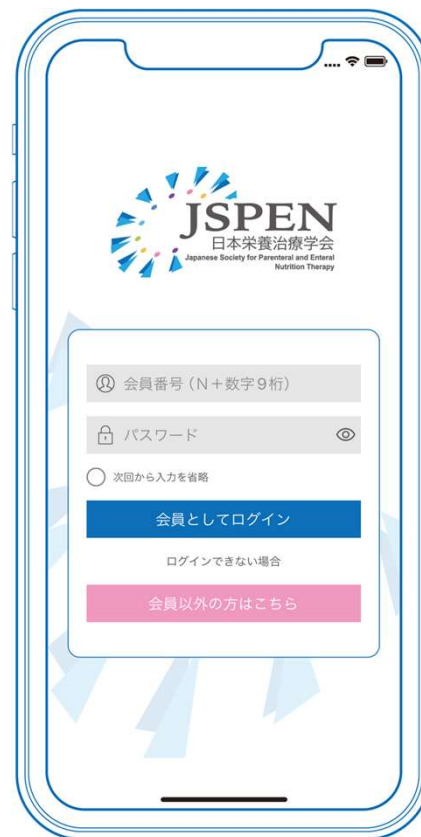 JSPEN
日本栄養治療学会
Japanese Society for Parenteral and Enteral
Nutrition Therapy
会員番号（N＋数字9桁）
パスワード
次回から入力を省略
会員としてログイン
ログインできない場合
会員以外の方はこちら